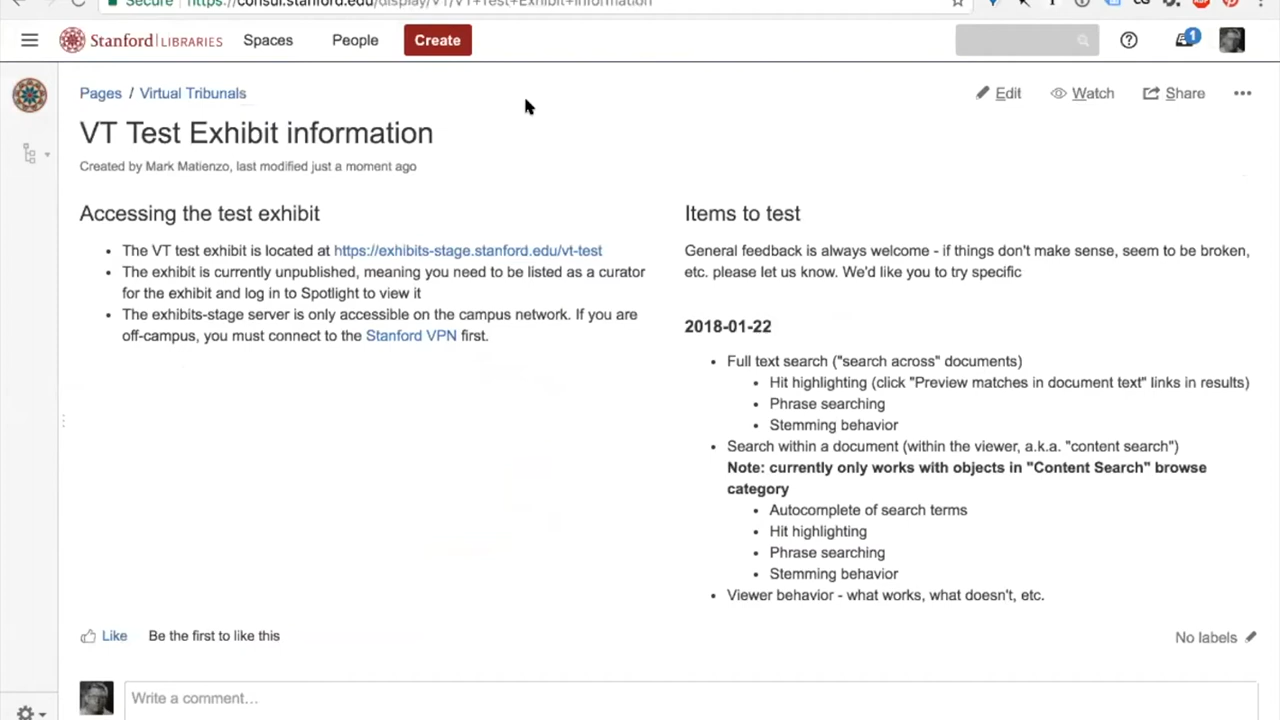 Secure https://consul.stanford.edu/display/VT/VT+Test+Exhibit+Information
Stanford LIBRARIES Spaces People Create 1
Pages / Virtual Tribunals Edit Watch Share
VT Test Exhibit information
Created by Mark Matienzo, last modified just a moment ago
Accessing the test exhibit
• The VT test exhibit is located at https://exhibits-stage.stanford.edu/vt-test
• The exhibit is currently unpublished, meaning you need to be listed as a curator
for the exhibit and log in to Spotlight to view it
• The exhibits-stage server is only accessible on the campus network. If you are
off-campus, you must connect to the Stanford VPN first.
Items to test
General feedback is always welcome - if things don't make sense, seem to be broken,
etc. please let us know. We'd like you to try specific
2018-01-22
• Full text search ("search across" documents)
• Hit highlighting (click "Preview matches in document text" links in results)
• Phrase searching
• Stemming behavior
• Search within a document (within the viewer, a.k.a. "content search")
Note: currently only works with objects in "Content Search" browse
category
• Autocomplete of search terms
• Hit highlighting
• Phrase searching
• Stemming behavior
• Viewer behavior - what works, what doesn't, etc.
Like Be the first to like this No labels
Write a comment…